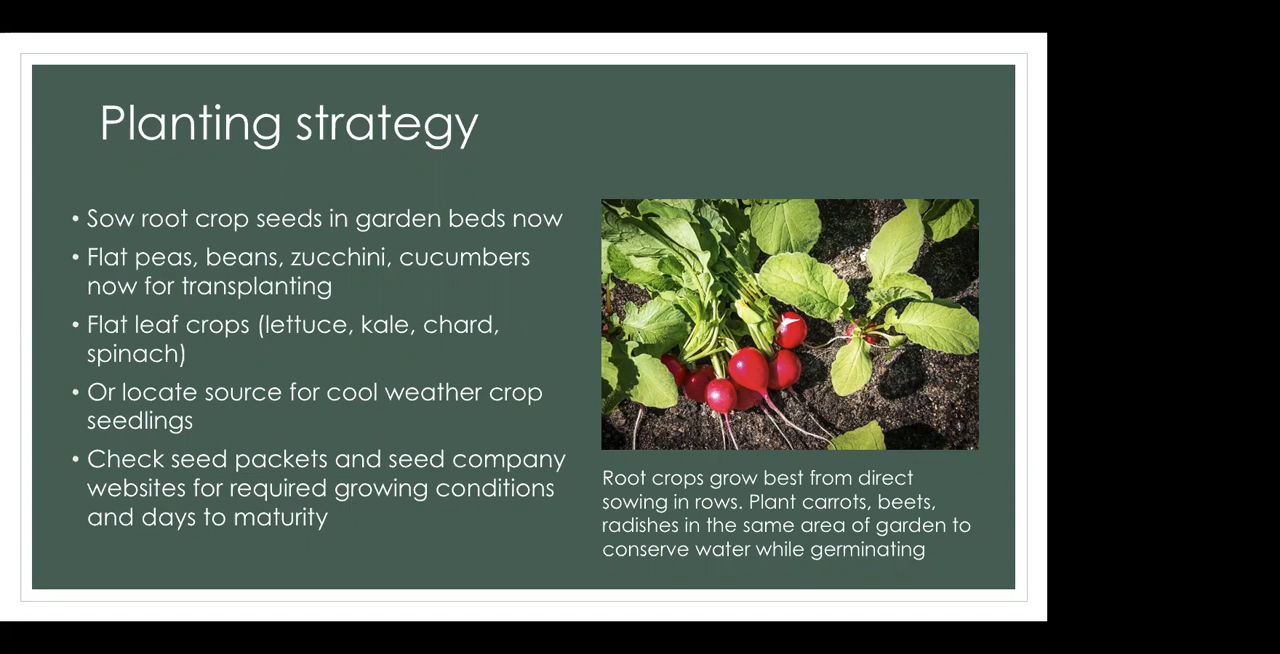 Planting strategy
• Sow root crop seeds in garden beds now
• Flat peas, beans, zucchini, cucumbers
now for transplanting
• Flat leaf crops (lettuce, kale, chard,
spinach)
• Or locate source for cool weather crop
seedlings
• Check seed packets and seed company
websites for required growing conditions
and days to maturity
Root crops grow best from direct
sowing in rows. Plant carrots, beets,
radishes in the same area of garden to
conserve water while germinating